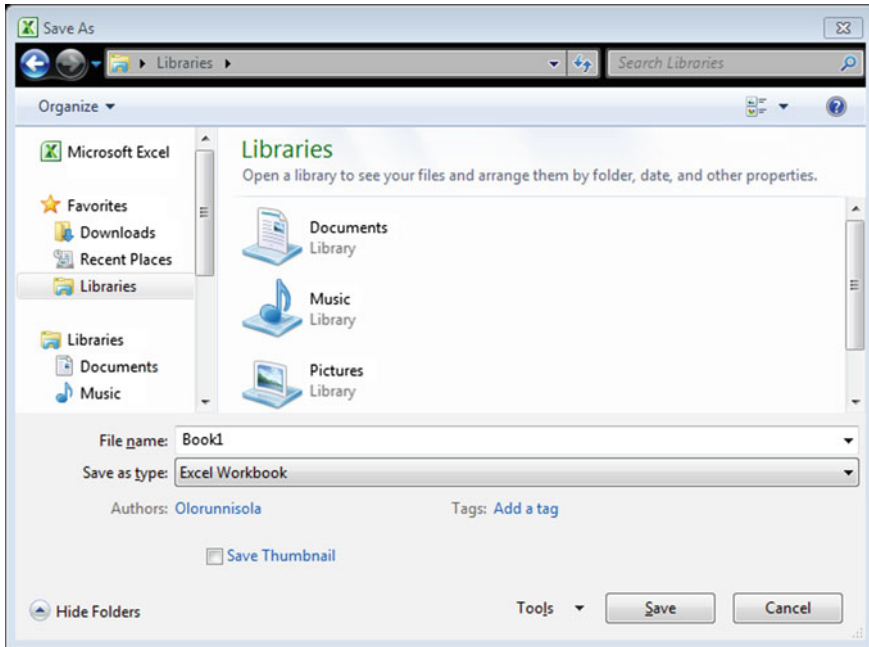 Save As
Libraries
Search Libraries
Organize
Microsoft Excel
Favorites
Downloads
Recent Places
Libraries
Libraries
Documents
Music
Libraries
Open a library to see your files and arrange them by folder, date, and other properties.
Documents
Library
Music
Library
Pictures
Library
File name: Book1
Save as type: Excel Workbook
Authors: Olorunnisola Tags: Add a tag
Save Thumbnail
Hide Folders Tools Save Cancel